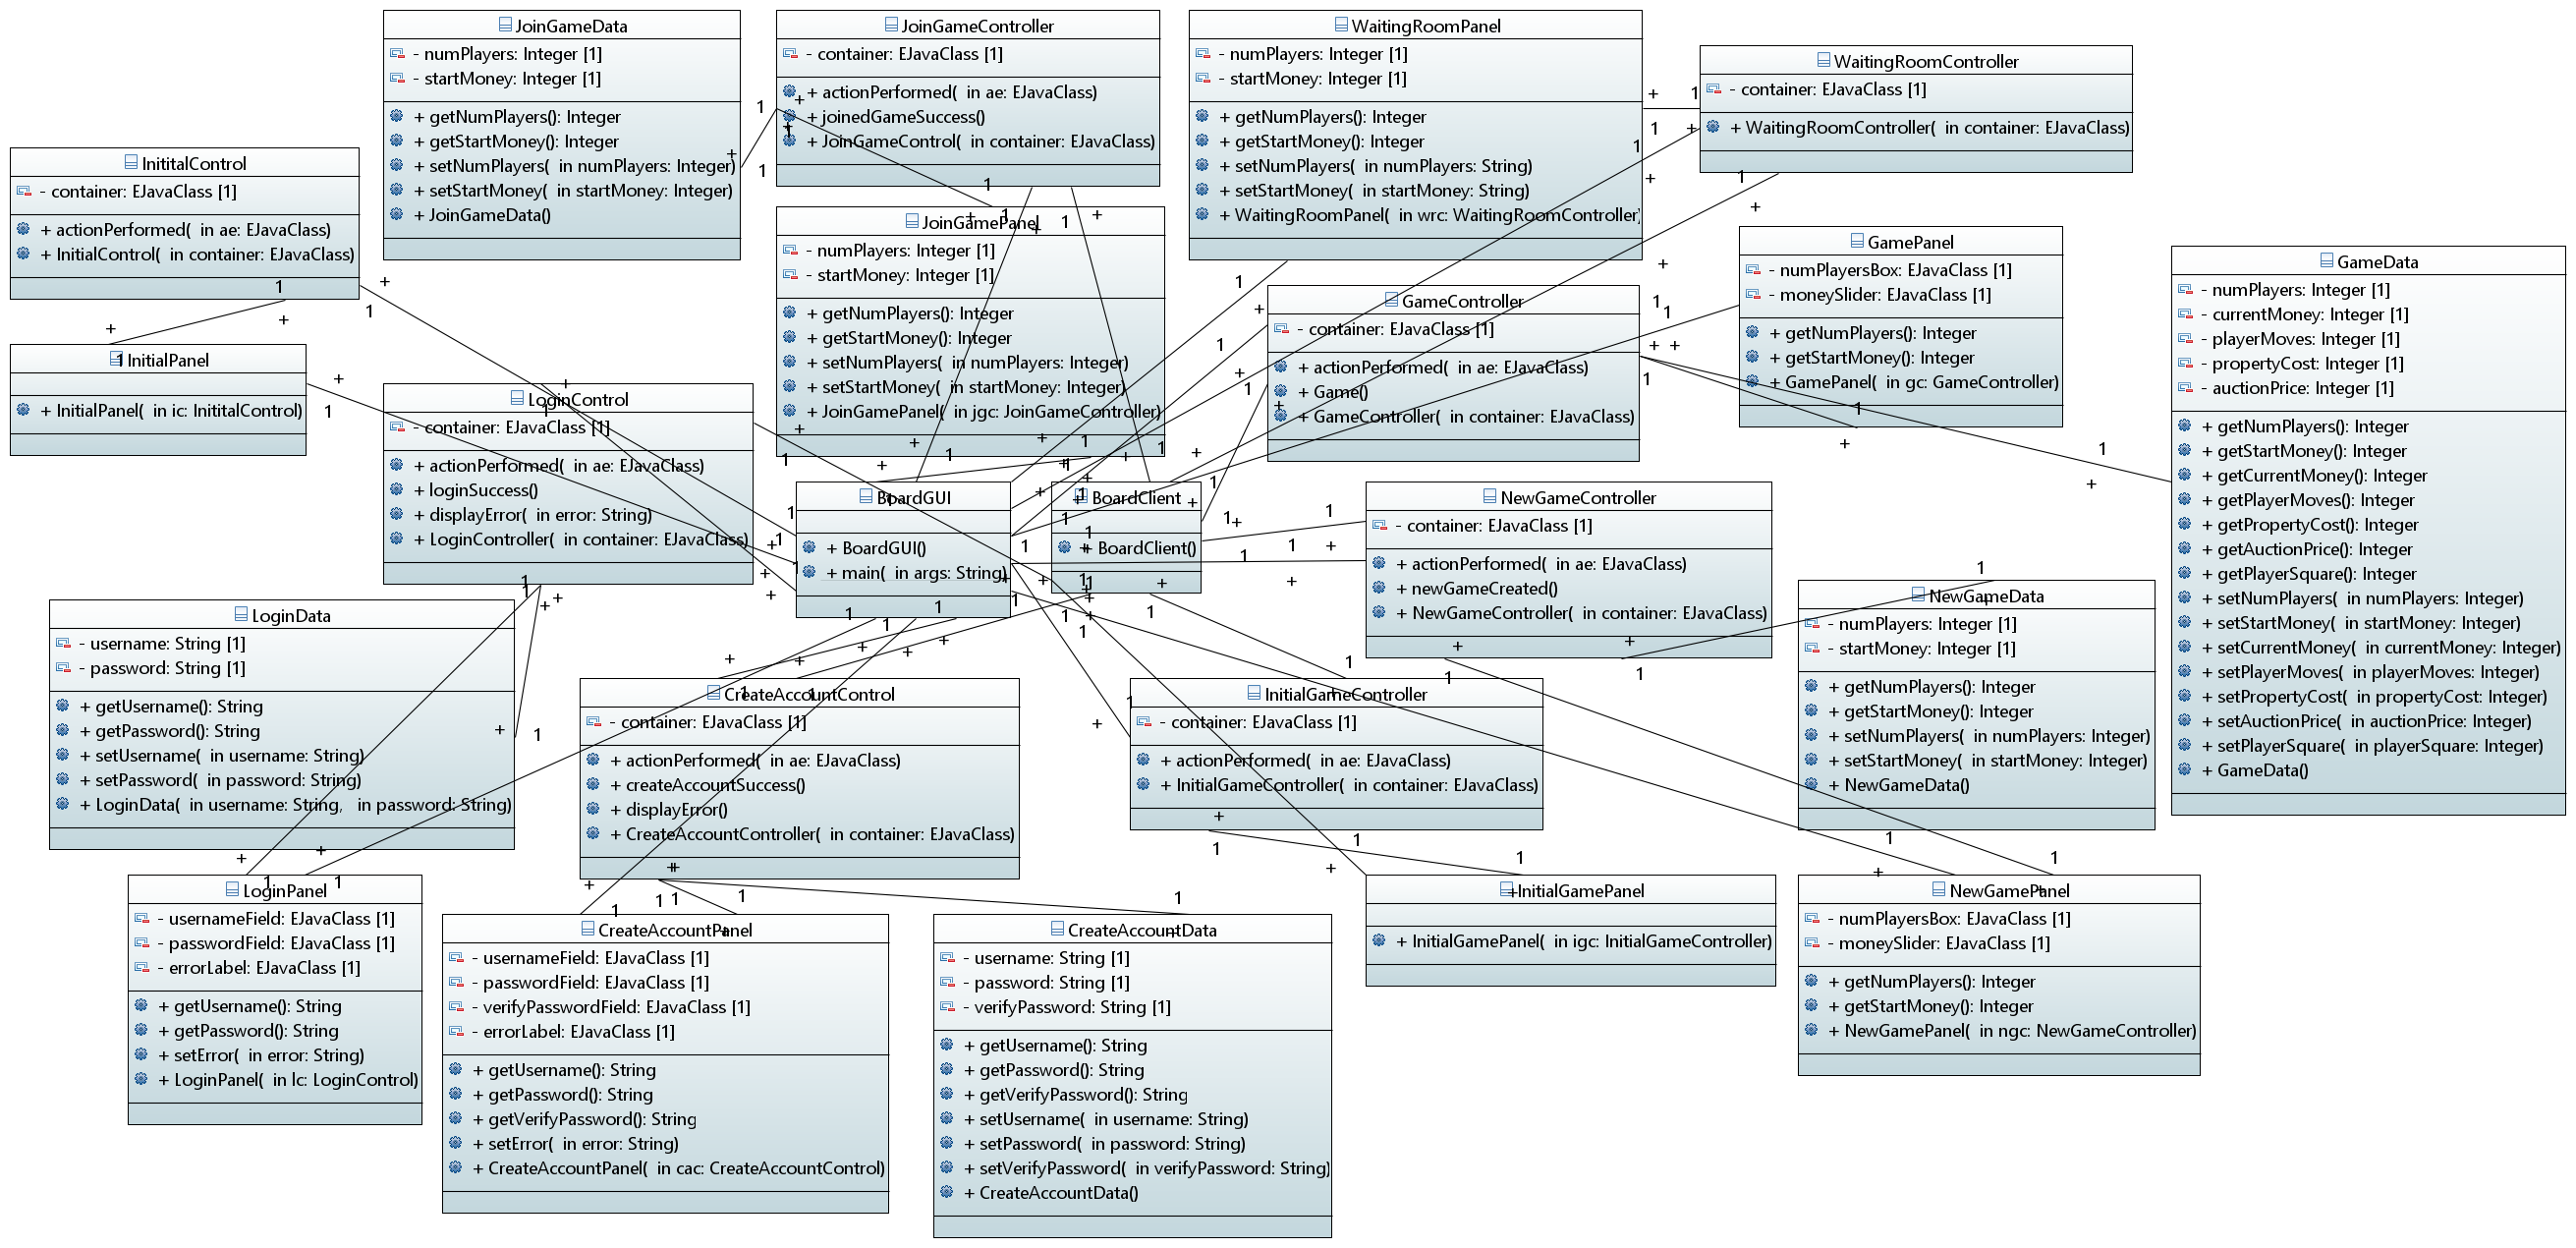 JoinGameData
- numPlayers: Integer [1]
- startMoney: Integer [1]
+ getNumPlayers(): Integer
+ getStartMoney(): Integer
+ setNumPlayers( in numPlayers: Integer)
+ setStartMoney( in startMoney: Integer)
+ JoinGameData()
JoinGameController
- container: EJavaClass [1]
+ actionPerformed( in ae: EJavaClass)
+ joinedGameSuccess()
+ JoinGameControl( in container: EJavaClass)
WaitingRoomPanel
- numPlayers: Integer [1]
- startMoney: Integer [1]
+ getNumPlayers(): Integer
+ getStartMoney(): Integer
+ setNumPlayers( in numPlayers: String)
+ setStartMoney( in startMoney: String)
+ WaitingRoomPanel( in wrc: WaitingRoomController)
WaitingRoomController
- container: EJavaClass [1]
+ WaitingRoomController( in container: EJavaClass)
InititalControl
- container: EJavaClass [1]
+ actionPerformed( in ae: EJavaClass)
+ InitialControl( in container: EJavaClass)
JoinGamePanel
- numPlayers: Integer [1]
- startMoney: Integer [1]
+ getNumPlayers(): Integer
+ getStartMoney(): Integer
+ setNumPlayers( in numPlayers: Integer)
+ setStartMoney( in startMoney: Integer)
+ JoinGamePanel( in jgc: JoinGameController)
GamePanel
- numPlayersBox: EJavaClass [1]
- moneySlider: EJavaClass [1]
+ getNumPlayers(): Integer
+ getStartMoney(): Integer
+ GamePanel( in gc: GameController)
GameData
- numPlayers: Integer [1]
- currentMoney: Integer [1]
- playerMoves: Integer [1]
- propertyCost: Integer [1]
- auctionPrice: Integer [1]
+ getNumPlayers(): Integer
+ getStartMoney(): Integer
+ getCurrentMoney(): Integer
+ getPlayerMoves(): Integer
+ getPropertyCost(): Integer
+ getAuctionPrice(): Integer
+ getPlayerSquare(): Integer
+ setNumPlayers( in numPlayers: Integer)
+ setStartMoney( in startMoney: Integer)
+ setCurrentMoney( in currentMoney: Integer)
+ setPlayerMoves( in playerMoves: Integer)
+ setPropertyCost( in propertyCost: Integer)
+ setAuctionPrice( in auctionPrice: Integer)
+ setPlayerSquare( in playerSquare: Integer)
+ GameData()
GameController
- container: EJavaClass [1]
+ actionPerformed( in ae: EJavaClass)
+ Game()
+ GameController( in container: EJavaClass)
InitialPanel
+ InitialPanel( in ic: InititalControl)
LoginControl
- container: EJavaClass [1]
+ actionPerformed( in ae: EJavaClass)
+ loginSuccess()
+ displayError( in error: String)
+ LoginController( in container: EJavaClass)
BoardGUI
+ BoardGUI()
+ main( in args: String)
BoardClient
+ BoardClient()
NewGameController
- container: EJavaClass [1]
+ actionPerformed( in ae: EJavaClass)
+ newGameCreated()
+ NewGameController( in container: EJavaClass)
NewGameData
- numPlayers: Integer [1]
- startMoney: Integer [1]
+ getNumPlayers(): Integer
+ getStartMoney(): Integer
+ setNumPlayers( in numPlayers: Integer)
+ setStartMoney( in startMoney: Integer)
+ NewGameData()
LoginData
- username: String [1]
- password: String [1]
+ getUsername(): String
+ getPassword(): String
+ setUsername( in username: String)
+ setPassword( in password: String)
+ LoginData( in username: String, in password: String)
CreateAccountControl
- container: EJavaClass [1]
+ actionPerformed( in ae: EJavaClass)
+ createAccountSuccess()
+ displayError()
+ CreateAccountController( in container: EJavaClass)
InitialGameController
- container: EJavaClass [1]
+ actionPerformed( in ae: EJavaClass)
+ InitialGameController( in container: EJavaClass)
LoginPanel
- usernameField: EJavaClass [1]
- passwordField: EJavaClass [1]
- errorLabel: EJavaClass [1]
+ getUsername(): String
+ getPassword(): String
+ setError( in error: String)
+ LoginPanel( in lc: LoginControl)
CreateAccountPanel
- usernameField: EJavaClass [1]
- passwordField: EJavaClass [1]
- verifyPasswordField: EJavaClass [1]
- errorLabel: EJavaClass [1]
+ getUsername(): String
+ getPassword(): String
+ getVerifyPassword(): String
+ setError( in error: String)
+ CreateAccountPanel( in cac: CreateAccountControl)
CreateAccountData
- username: String [1]
- password: String [1]
- verifyPassword: String [1]
+ getUsername(): String
+ getPassword(): String
+ getVerifyPassword(): String
+ setUsername( in username: String)
+ setPassword( in password: String)
+ setVerifyPassword( in verifyPassword: String)
+ CreateAccountData()
InitialGamePanel
+ InitialGamePanel( in igc: InitialGameController)
NewGamePanel
- numPlayersBox: EJavaClass [1]
- moneySlider: EJavaClass [1]
+ getNumPlayers(): Integer
+ getStartMoney(): Integer
+ NewGamePanel( in ngc: NewGameController)